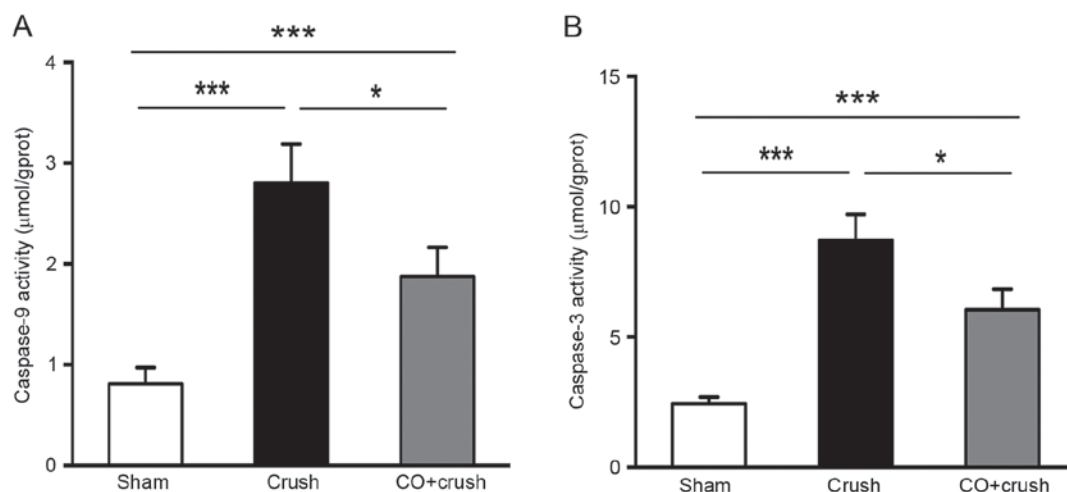 A
B
***
***
*
***
***
*
Caspase-9 activity (μmol/gprot)
4
3
2
1
0
Sham Crush CO+crush
Caspase-3 activity (μmol/gprot)
15
10
5
0
Sham Crush CO+crush